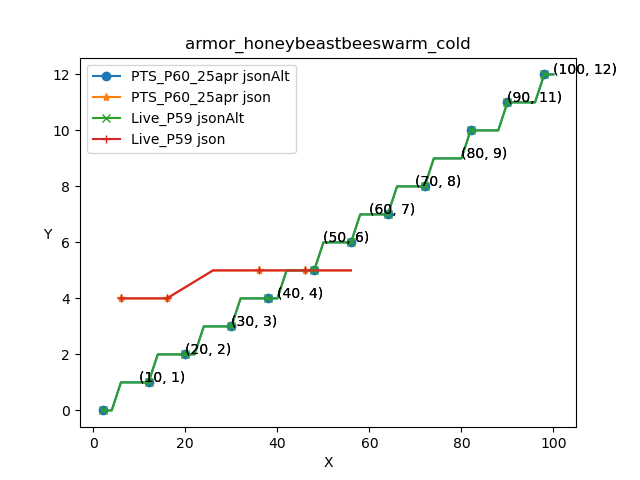 armor_honeybeastbeeswarm_cold
PTS_P60_25apr jsonAlt
PTS_P60_25apr json
Live_P59 jsonAlt
Live_P59 json
(100, 12)
(90, 11)
(80, 9)
(70, 8)
(60, 7)
(50, 6)
(40, 4)
(30, 3)
(20, 2)
(10, 1)
Y
12
10
8
6
4
2
0
0 20 40 60 80 100
X